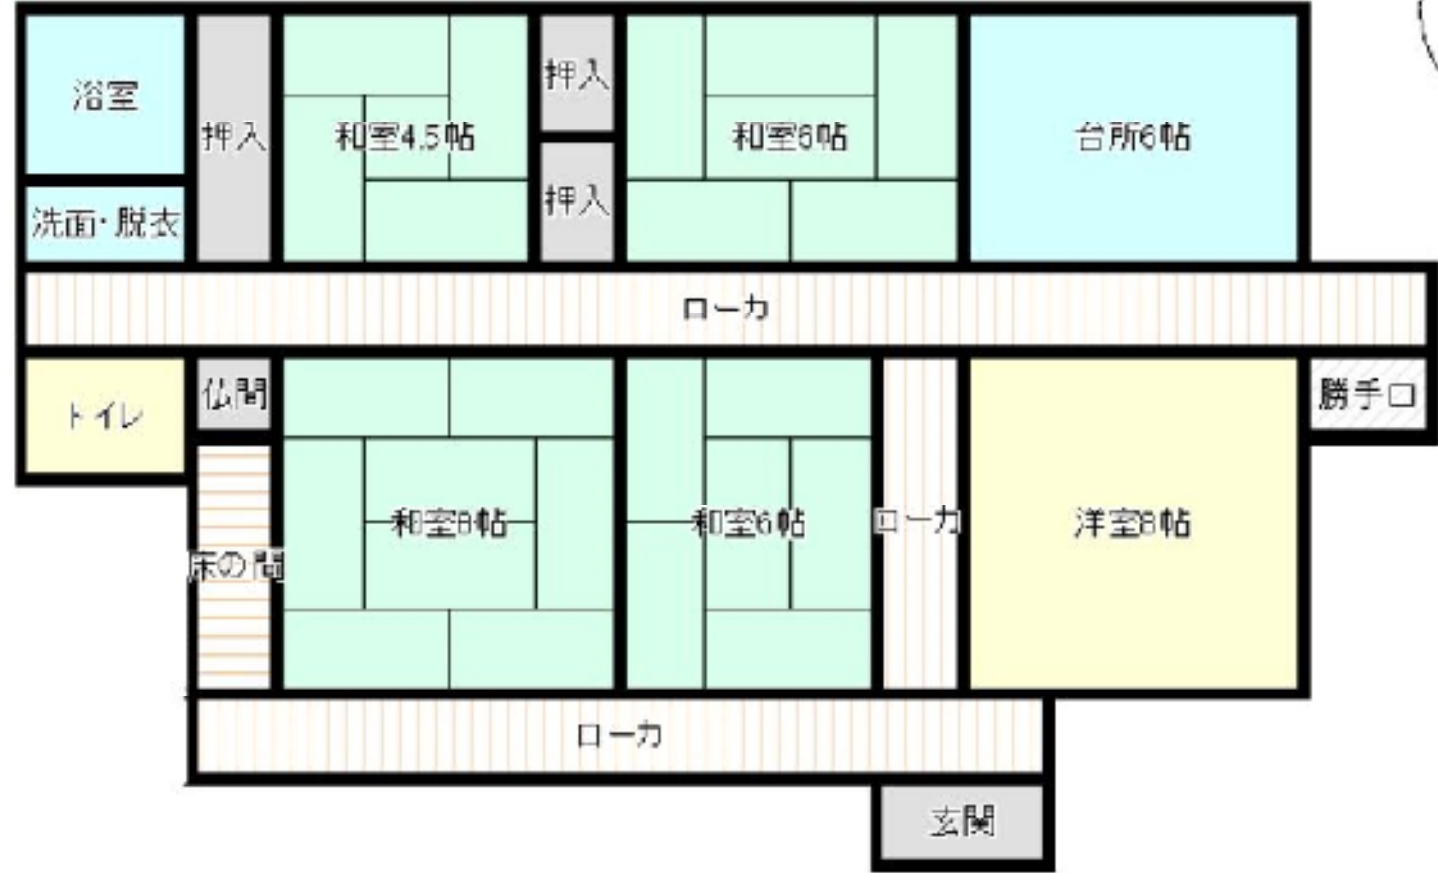 浴室
押入
和室4.5帖
押入
和室6帖
台所6帖
押入
洗面・脱衣
ローカ
トイレ
仏間
勝手口
和室8帖
和室6帖
ローカ
洋室8帖
床の間
ローカ
玄関